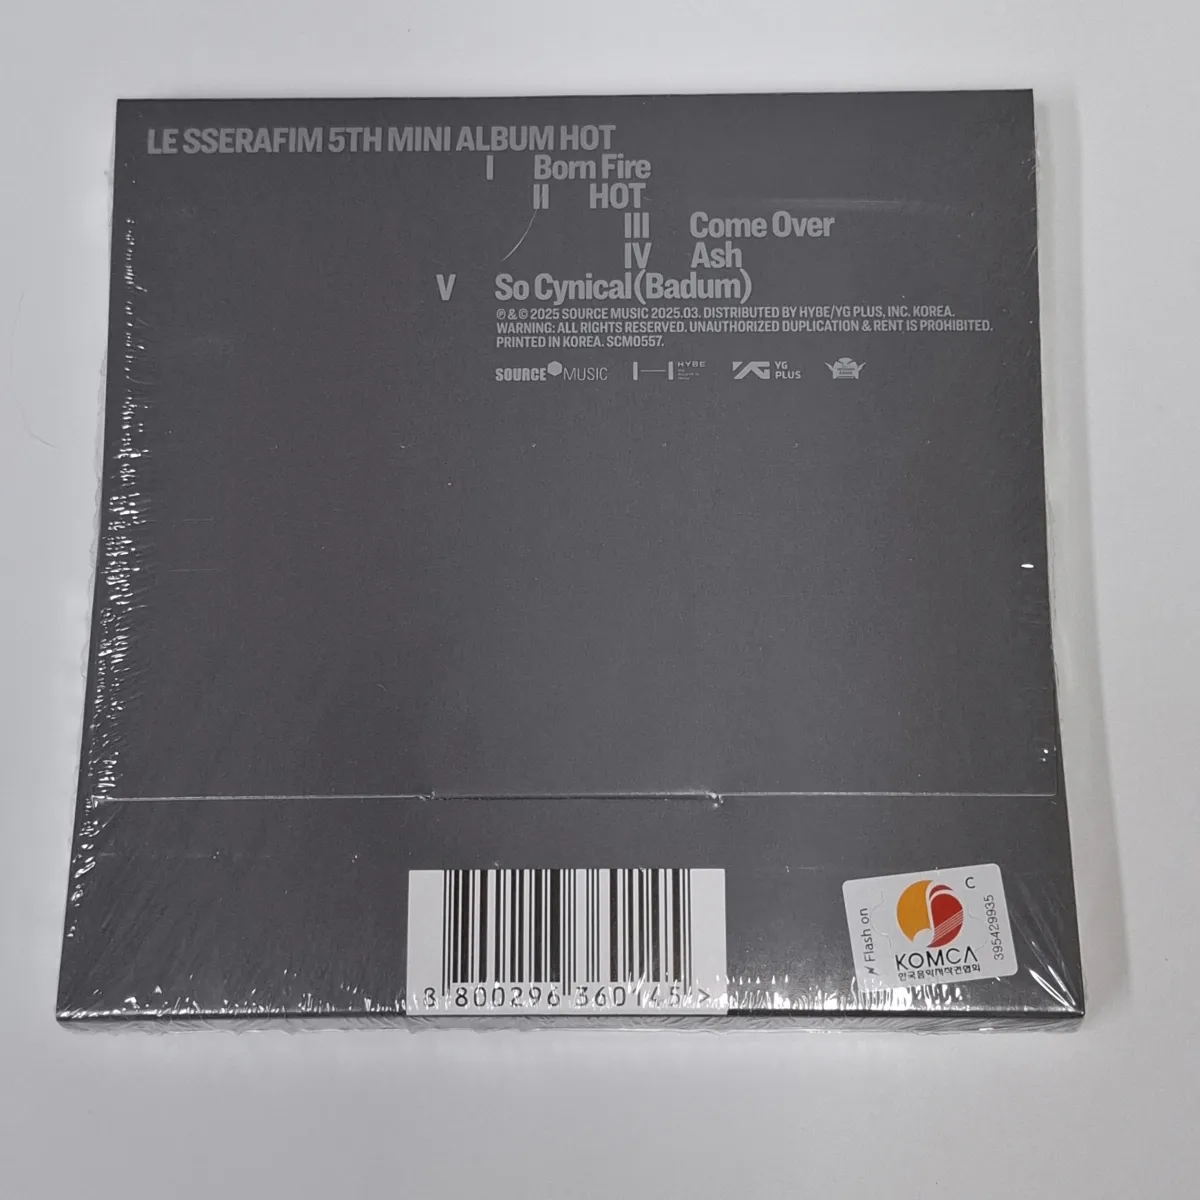 LE SSERAFIM 5TH MINI ALBUM HOT
I Born Fire
II HOT
III Come Over
IV Ash
V So Cynical (Badum)
℗ & © 2025 SOURCE MUSIC 2025.03. DISTRIBUTED BY HYBE/YG PLUS, INC. KOREA.
WARNING: ALL RIGHTS RESERVED. UNAUTHORIZED DUPLICATION & RENT IS PROHIBITED.
PRINTED IN KOREA. SCM0557.
SOURCE MUSIC
HYBE
YG PLUS
8 800296 360145 >
Flash on
C
KOMCA
한국음악저작권협회
395429935